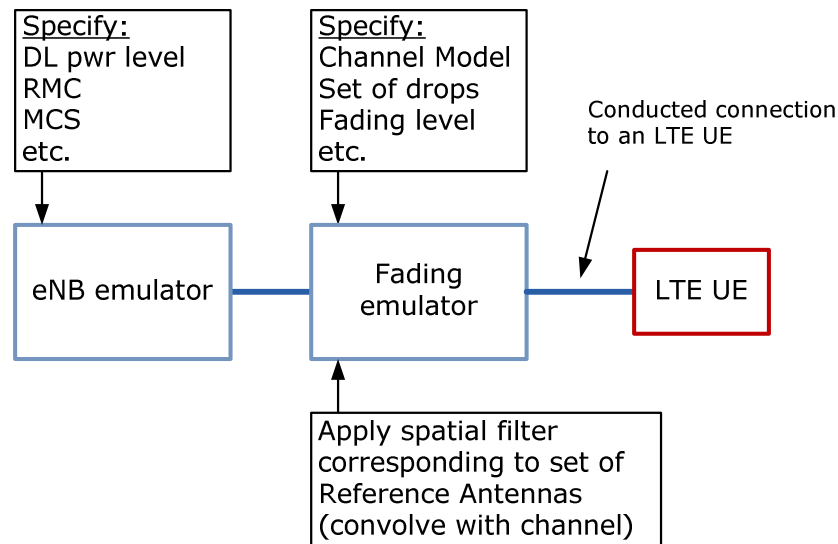 Specify:
DL pwr level
RMC
MCS
etc.
Specify:
Channel Model
Set of drops
Fading level
etc.
Conducted connection
to an LTE UE
eNB emulator
Fading
emulator
LTE UE
Apply spatial filter
corresponding to set of
Reference Antennas
(convolve with channel)